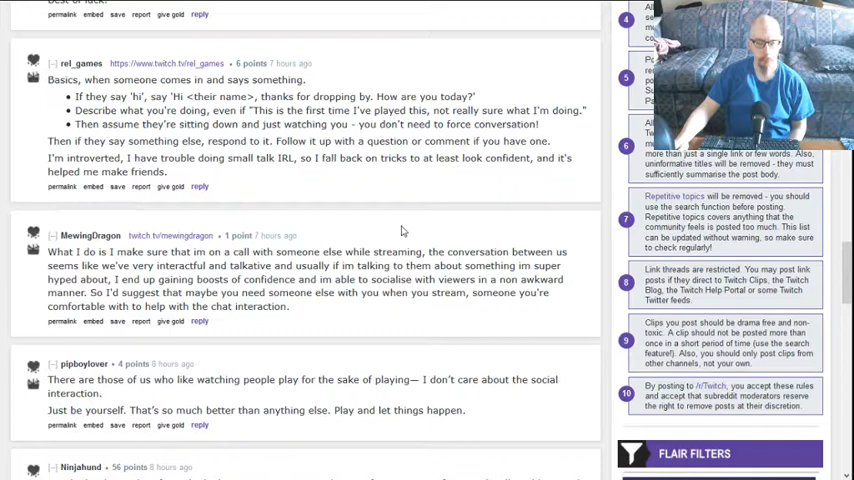 permalink embed save report give gold reply
[–] rel_games https://www.twitch.tv/rel_games • 6 points 7 hours ago
Basics, when someone comes in and says something.
• If they say 'hi', say 'Hi <their name>, thanks for dropping by. How are you today?'
• Describe what you're doing, even if "This is the first time I've played this, not really sure what I'm doing."
• Then assume they're sitting down and just watching you - you don't need to force conversation!
Then if they say something else, respond to it. Follow it up with a question or comment if you have one.
I'm introverted, I have trouble doing small talk IRL, so I fall back on tricks to at least look confident, and it's
helped me make friends.
permalink embed save report give gold reply
[–] MewingDragon twitch.tv/mewingdragon • 1 point 7 hours ago
What I do is I make sure that im on a call with someone else while streaming, the conversation between us
seems like we've very interactful and talkative and usually if im talking to them about something im super
hyped about, I end up gaining boosts of confidence and im able to socialise with viewers in a non awkward
manner. So I'd suggest that maybe you need someone else with you when you stream, someone you're
comfortable with to help with the chat interaction.
permalink embed save report give gold reply
[–] pipboylover • 4 points 8 hours ago
There are those of us who like watching people play for the sake of playing— I don't care about the social
interaction.
Just be yourself. That's so much better than anything else. Play and let things happen.
permalink embed save report give gold reply
[–] Ninjahund • 56 points 8 hours ago
4
5
6
more than just a single link or few words. Also,
uninformative titles will be removed - they must
sufficiently summarise the post body.
7
Repetitive topics will be removed - you should
use the search function before posting.
Repetitive topics covers anything that the
community feels is posted too much. This list
can be updated without warning, so make sure
to check regularly!
8
Link threads are restricted. You may post link
posts if they direct to Twitch Clips, the Twitch
Blog, the Twitch Help Portal or some Twitch
Twitter feeds.
9
Clips you post should be drama free and non-
toxic. A clip should not be posted more than
once in a short period of time (use the search
feature!). Also, you should only post clips from
other channels, not your own.
10
By posting to /r/Twitch, you accept these rules
and accept that subreddit moderators reserve
the right to remove posts at their discretion.
FLAIR FILTERS